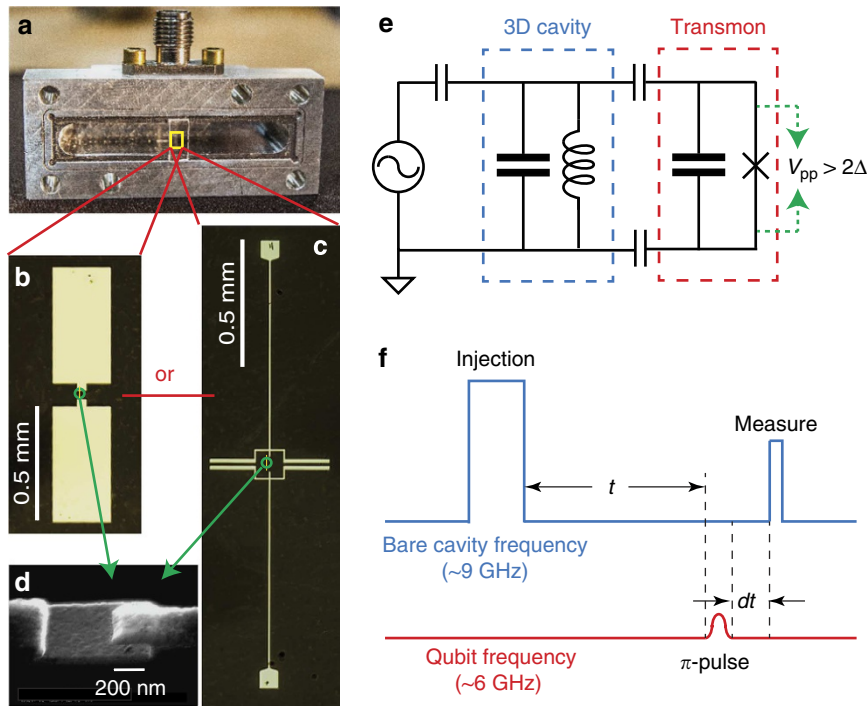 a
b
c
0.5 mm
0.5 mm
or
d
200 nm
e
3D cavity
Transmon
Vpp > 2Δ
f
Injection
Measure
t
Bare cavity frequency
(~9 GHz)
dt
π-pulse
Qubit frequency
(~6 GHz)